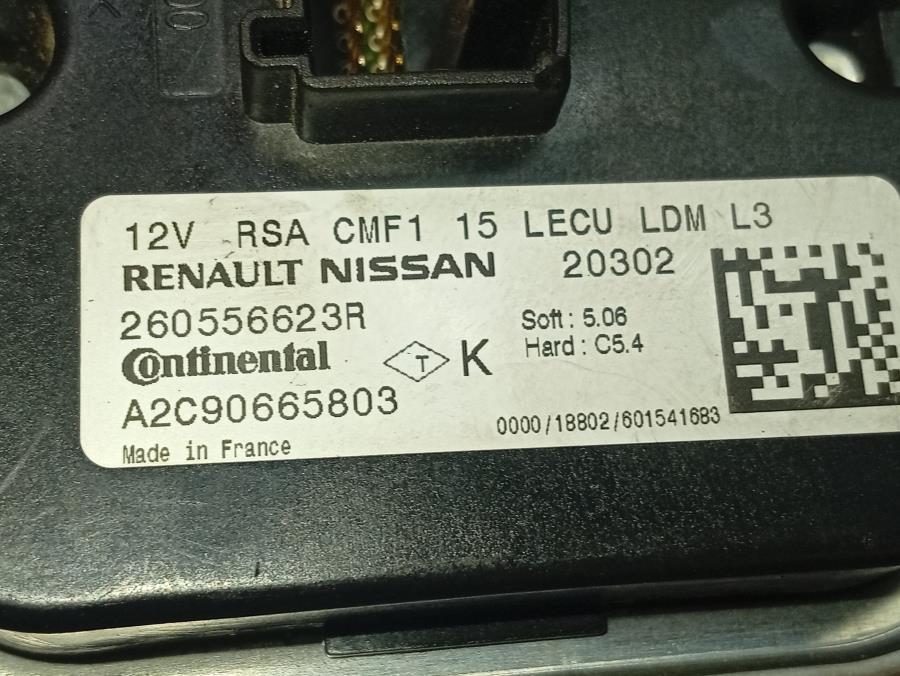 12V RSA CMF1 15 LECU LDM L3
RENAULT NISSAN 20302
260556623R
Soft : 5.06
Continental T K
Hard : C5.4
A2C90665803
0000/18802/601541683
Made in France